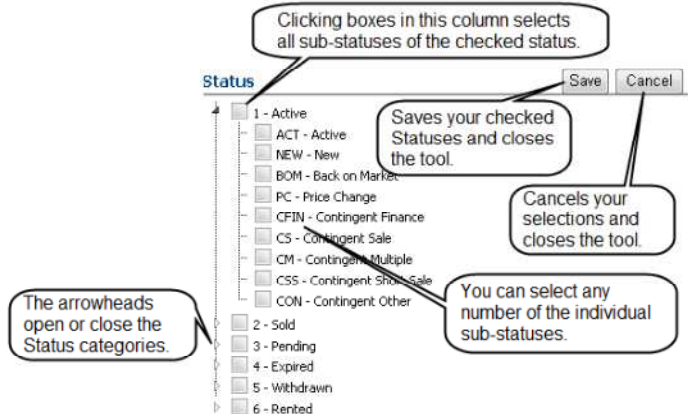 Clicking boxes in this column selects
all sub-statuses of the checked status.
Status
Save
Cancel
1 - Active
ACT - Active
NEW - New
BOM - Back on Market
PC - Price Change
CFIN - Contingent Finance
CS - Contingent Sale
CM - Contingent Multiple
CSS - Contingent Short Sale
CON - Contingent Other
2 - Sold
3 - Pending
4 - Expired
5 - Withdrawn
6 - Rented
Saves your checked
Statuses and closes
the tool.
Cancels your
selections and
closes the tool.
You can select any
number of the individual
sub-statuses.
The arrowheads
open or close the
Status categories.